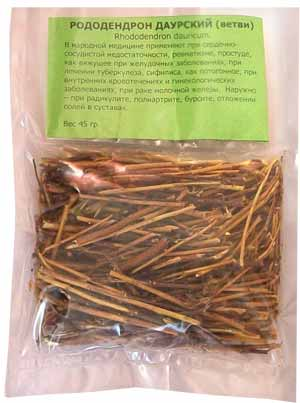 РОДОДЕНДРОН ДАУРСКИЙ (ветви)
Rhododendron dauricum.
В народной медицине применяют при сердечно-
сосудистой недостаточности, ревматизме, простуде,
как вяжущее при желудочных заболеваниях; при
лечении туберкулеза, сифилиса, как потогонное; при
внутренних кровотечениях и гинекологических
заболеваниях, при раке молочной железы. Наружно
– при радикулите, полиартрите, бурсите, отложении
солей в суставах.
Вес 45 гр